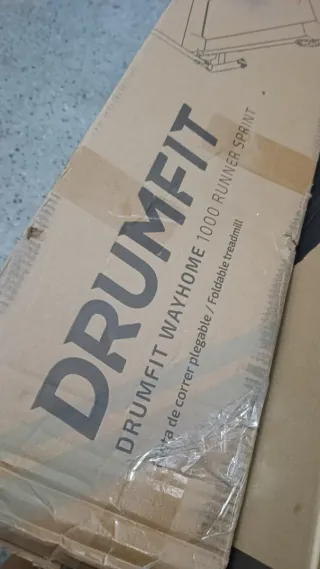 DRUMFIT
DRUMFIT WAYHOME 1000 RUNNER SPRINT
de correr plegable / Foldable treadmill